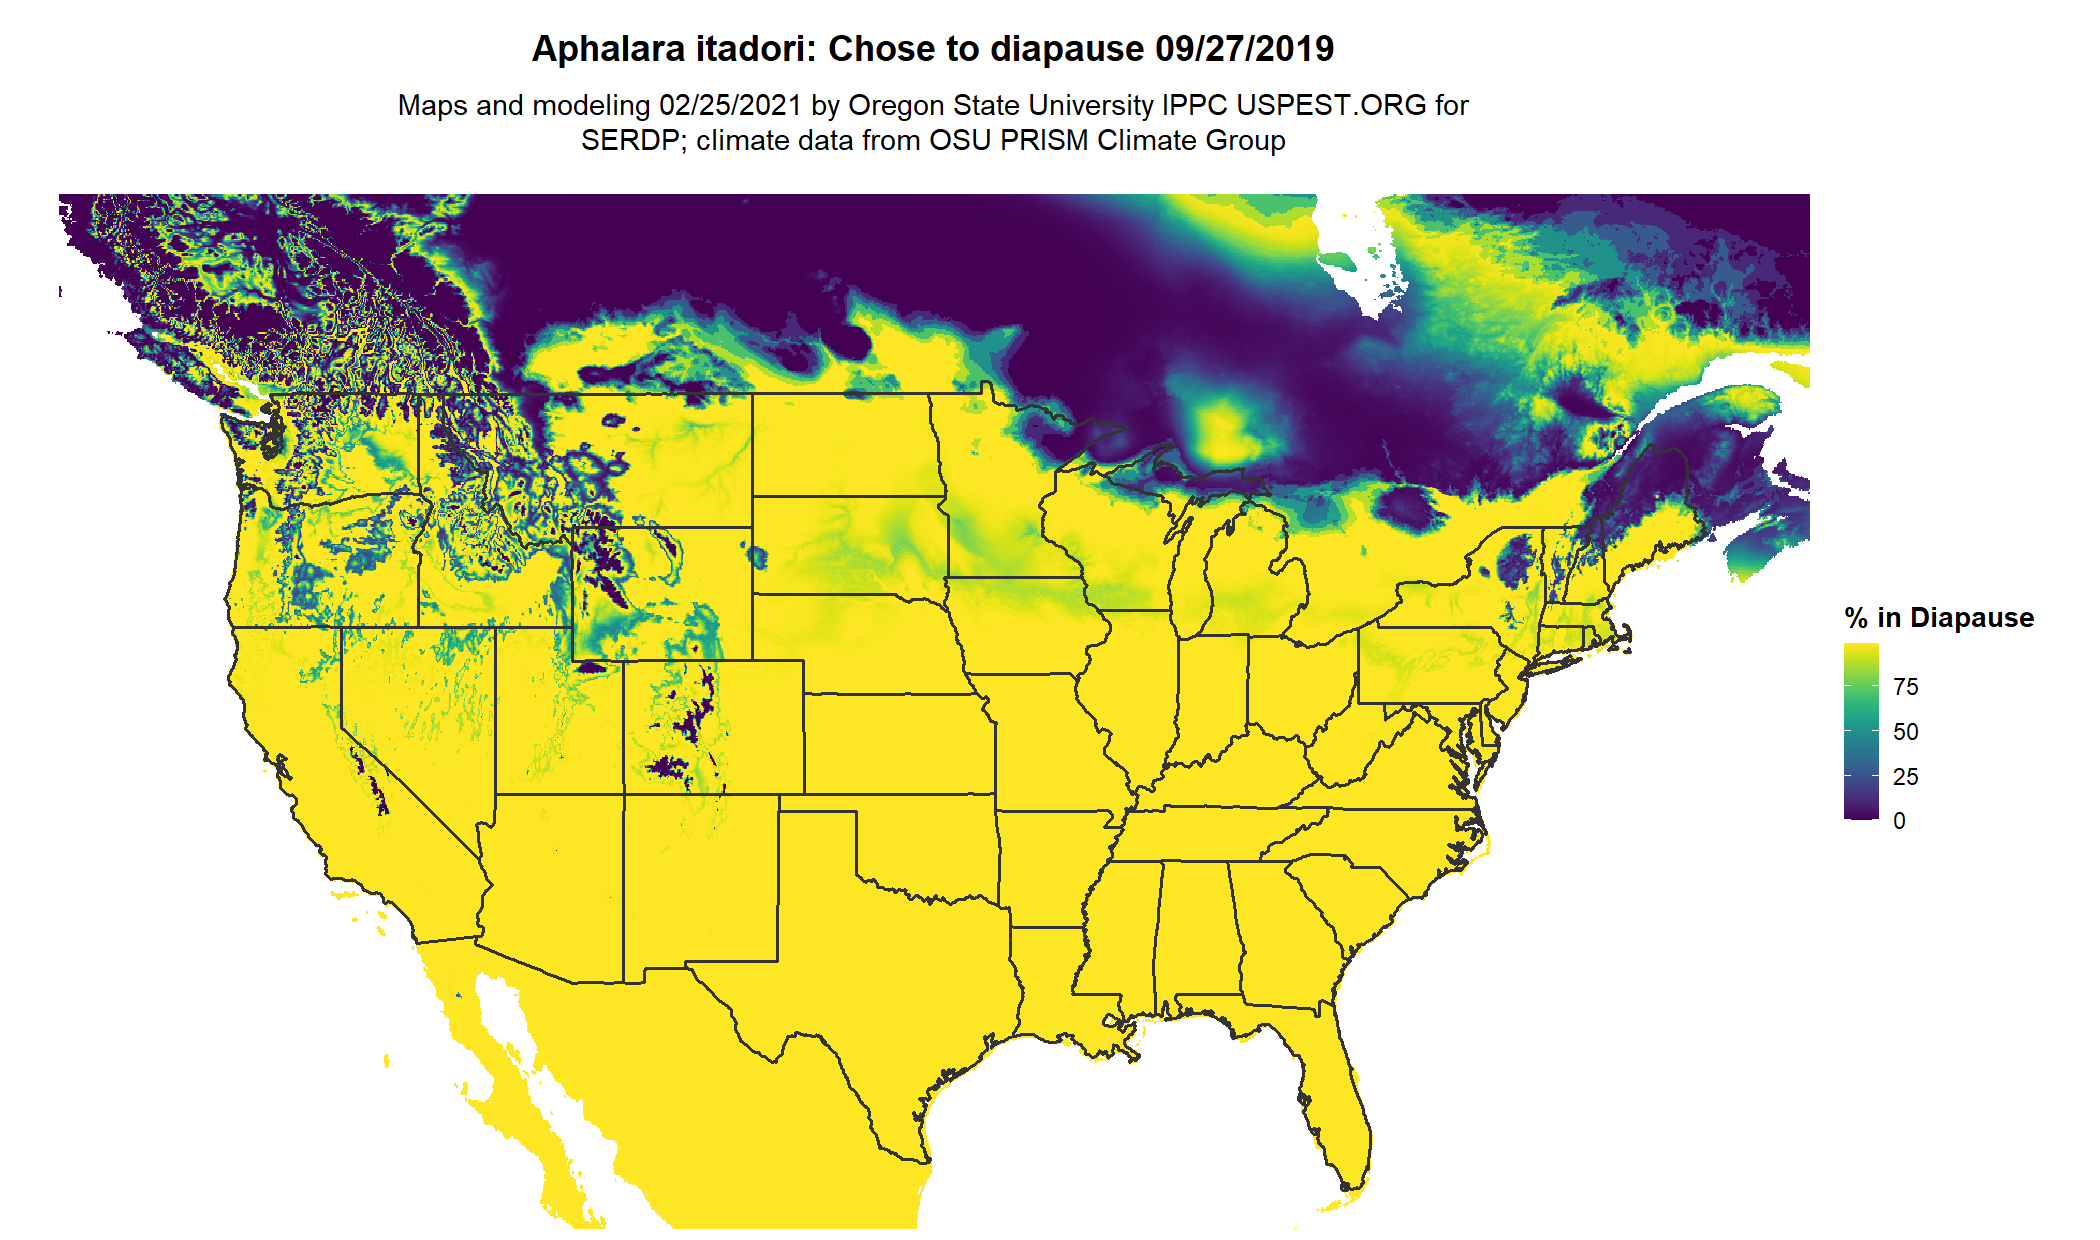 Aphalara itadori: Chose to diapause 09/27/2019
Maps and modeling 02/25/2021 by Oregon State University IPPC USPEST.ORG for
SERDP; climate data from OSU PRISM Climate Group
% in Diapause
75
50
25
0